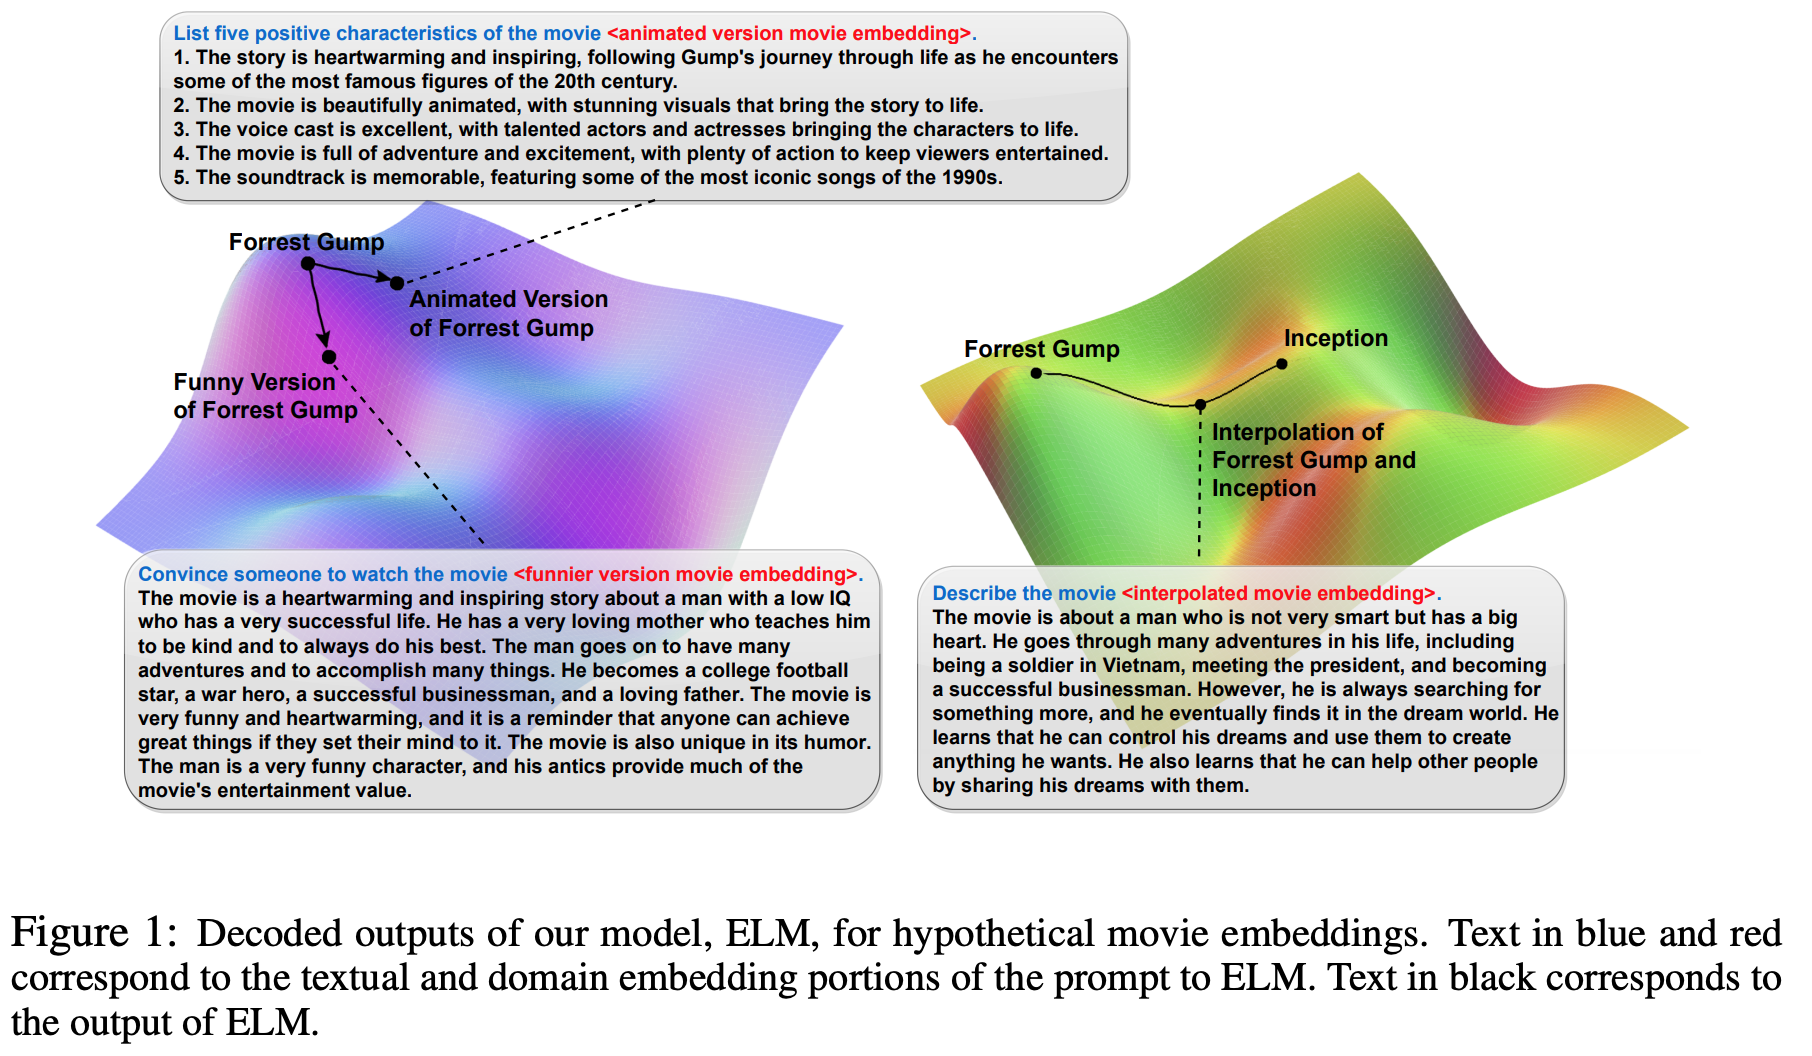 List five positive characteristics of the movie <animated version movie embedding>.
1. The story is heartwarming and inspiring, following Gump's journey through life as he encounters
some of the most famous figures of the 20th century.
2. The movie is beautifully animated, with stunning visuals that bring the story to life.
3. The voice cast is excellent, with talented actors and actresses bringing the characters to life.
4. The movie is full of adventure and excitement, with plenty of action to keep viewers entertained.
5. The soundtrack is memorable, featuring some of the most iconic songs of the 1990s.
Forrest Gump
Animated Version
of Forrest Gump
Funny Version
of Forrest Gump
Convince someone to watch the movie <funnier version movie embedding>.
The movie is a heartwarming and inspiring story about a man with a low IQ
who has a very successful life. He has a very loving mother who teaches him
to be kind and to always do his best. The man goes on to have many
adventures and to accomplish many things. He becomes a college football
star, a war hero, a successful businessman, and a loving father. The movie is
very funny and heartwarming, and it is a reminder that anyone can achieve
great things if they set their mind to it. The movie is also unique in its humor.
The man is a very funny character, and his antics provide much of the
movie's entertainment value.
Forrest Gump
Inception
Interpolation of
Forrest Gump and
Inception
Describe the movie <interpolated movie embedding>.
The movie is about a man who is not very smart but has a big
heart. He goes through many adventures in his life, including
being a soldier in Vietnam, meeting the president, and becoming
a successful businessman. However, he is always searching for
something more, and he eventually finds it in the dream world. He
learns that he can control his dreams and use them to create
anything he wants. He also learns that he can help other people
by sharing his dreams with them.
Figure 1: Decoded outputs of our model, ELM, for hypothetical movie embeddings. Text in blue and red
correspond to the textual and domain embedding portions of the prompt to ELM. Text in black corresponds to
the output of ELM.